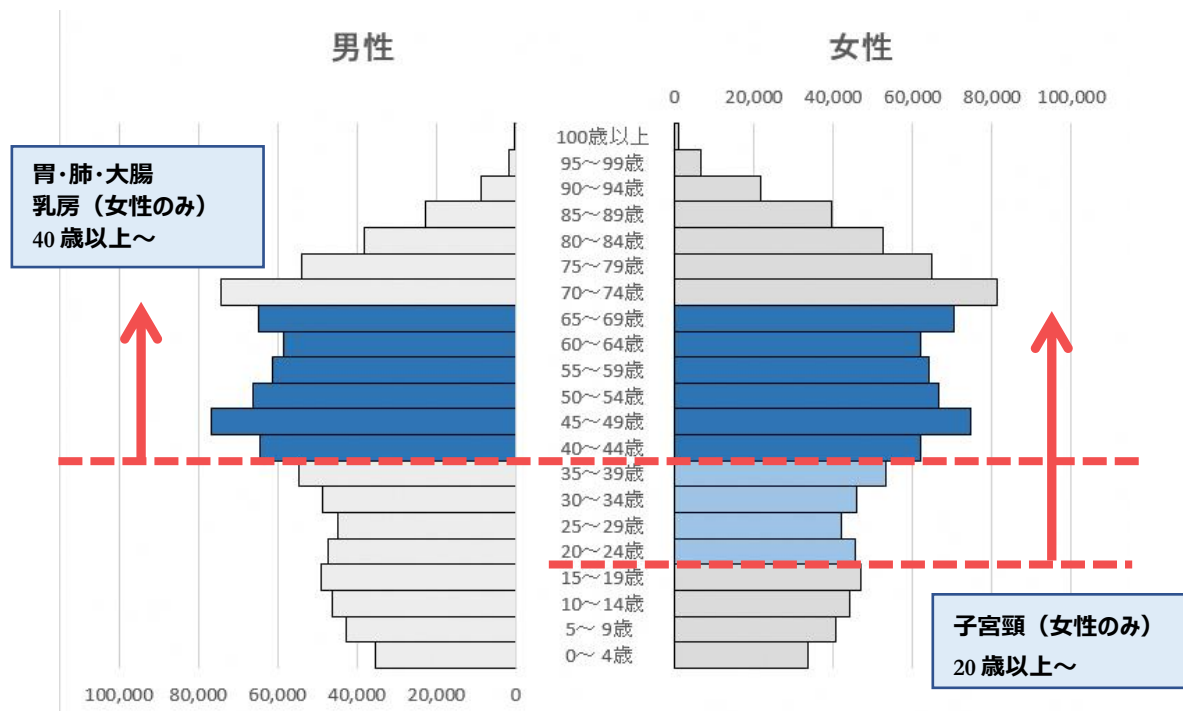 男性
女性
0 20,000 40,000 60,000 80,000 100,000
胃・肺・大腸
乳房（女性のみ）
40 歳以上～
100歳以上
95～99歳
90～94歳
85～89歳
80～84歳
75～79歳
70～74歳
65～69歳
60～64歳
55～59歳
50～54歳
45～49歳
40～44歳
35～39歳
30～34歳
25～29歳
20～24歳
15～19歳
10～14歳
5～ 9歳
0～ 4歳
子宮頸（女性のみ）
20 歳以上～
100,000 80,000 60,000 40,000 20,000 0